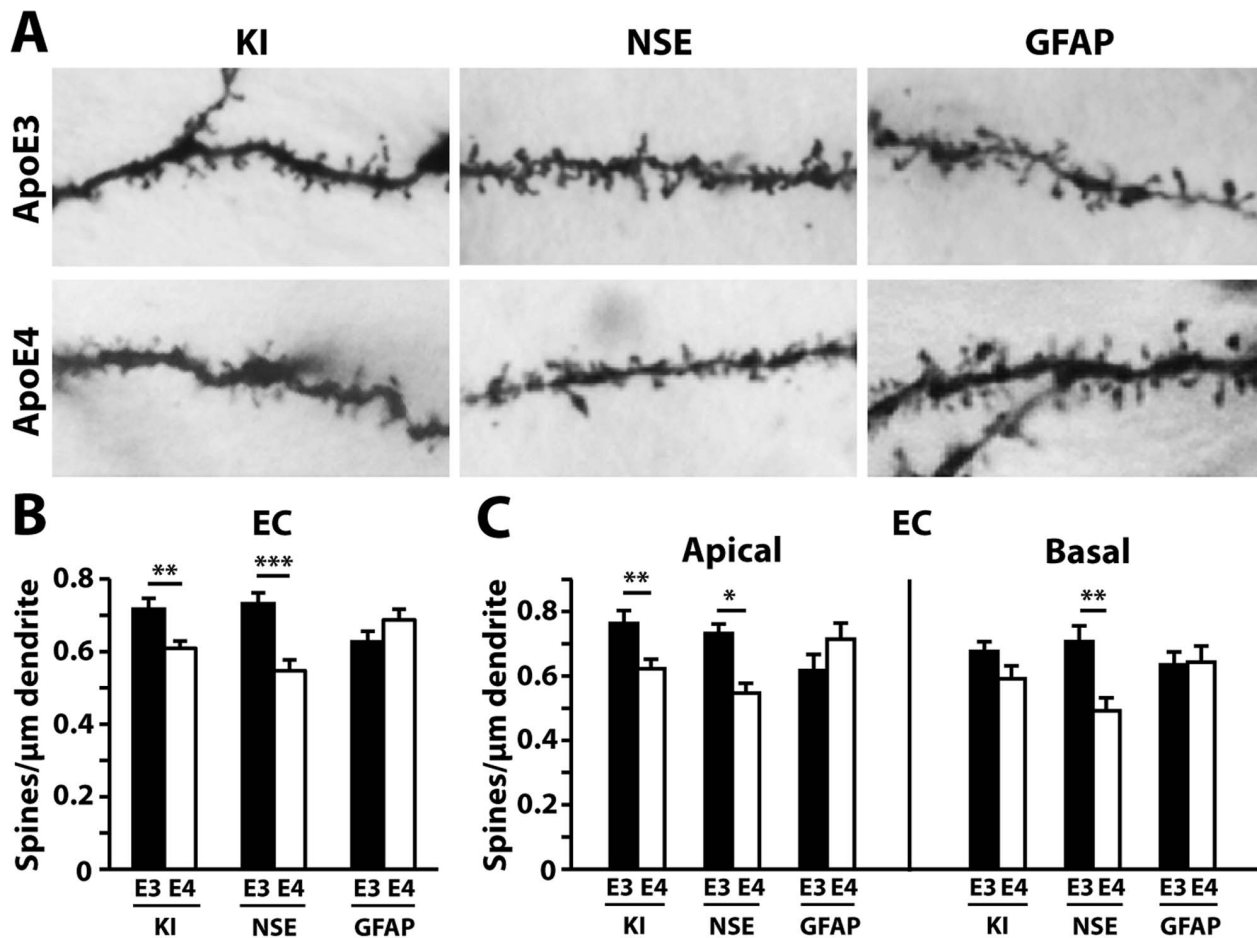 A
KI NSE GFAP
ApoE3
ApoE4
B
EC
Spines/µm dendrite
0.8
0.6
0.4
0.2
0
** ***
E3 E4 E3 E4 E3 E4
KI NSE GFAP
C
EC
Apical Basal
Spines/µm dendrite
0.8
0.6
0.4
0.2
0
** * **
E3 E4 E3 E4 E3 E4 E3 E4 E3 E4 E3 E4
KI NSE GFAP KI NSE GFAP